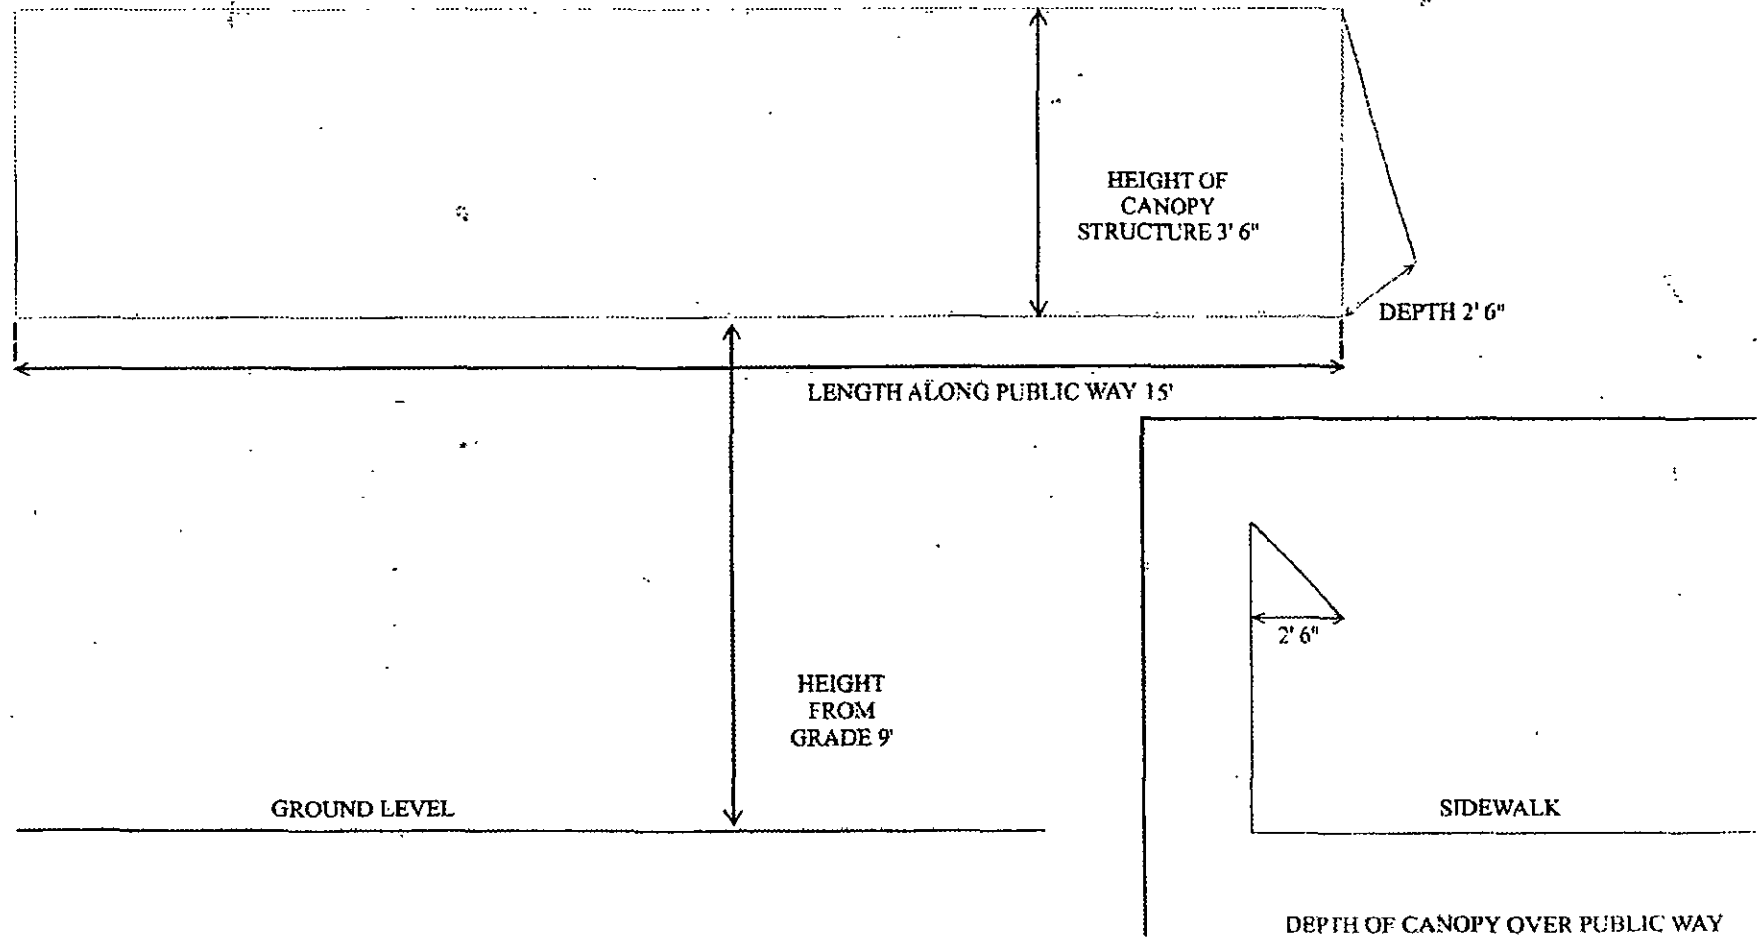 HEIGHT OF
CANOPY
STRUCTURE 3' 6"
DEPTH 2' 6"
LENGTH ALONG PUBLIC WAY 15'
2' 6"
HEIGHT
FROM
GRADE 9'
GROUND LEVEL
SIDEWALK
DEPTH OF CANOPY OVER PUBLIC WAY